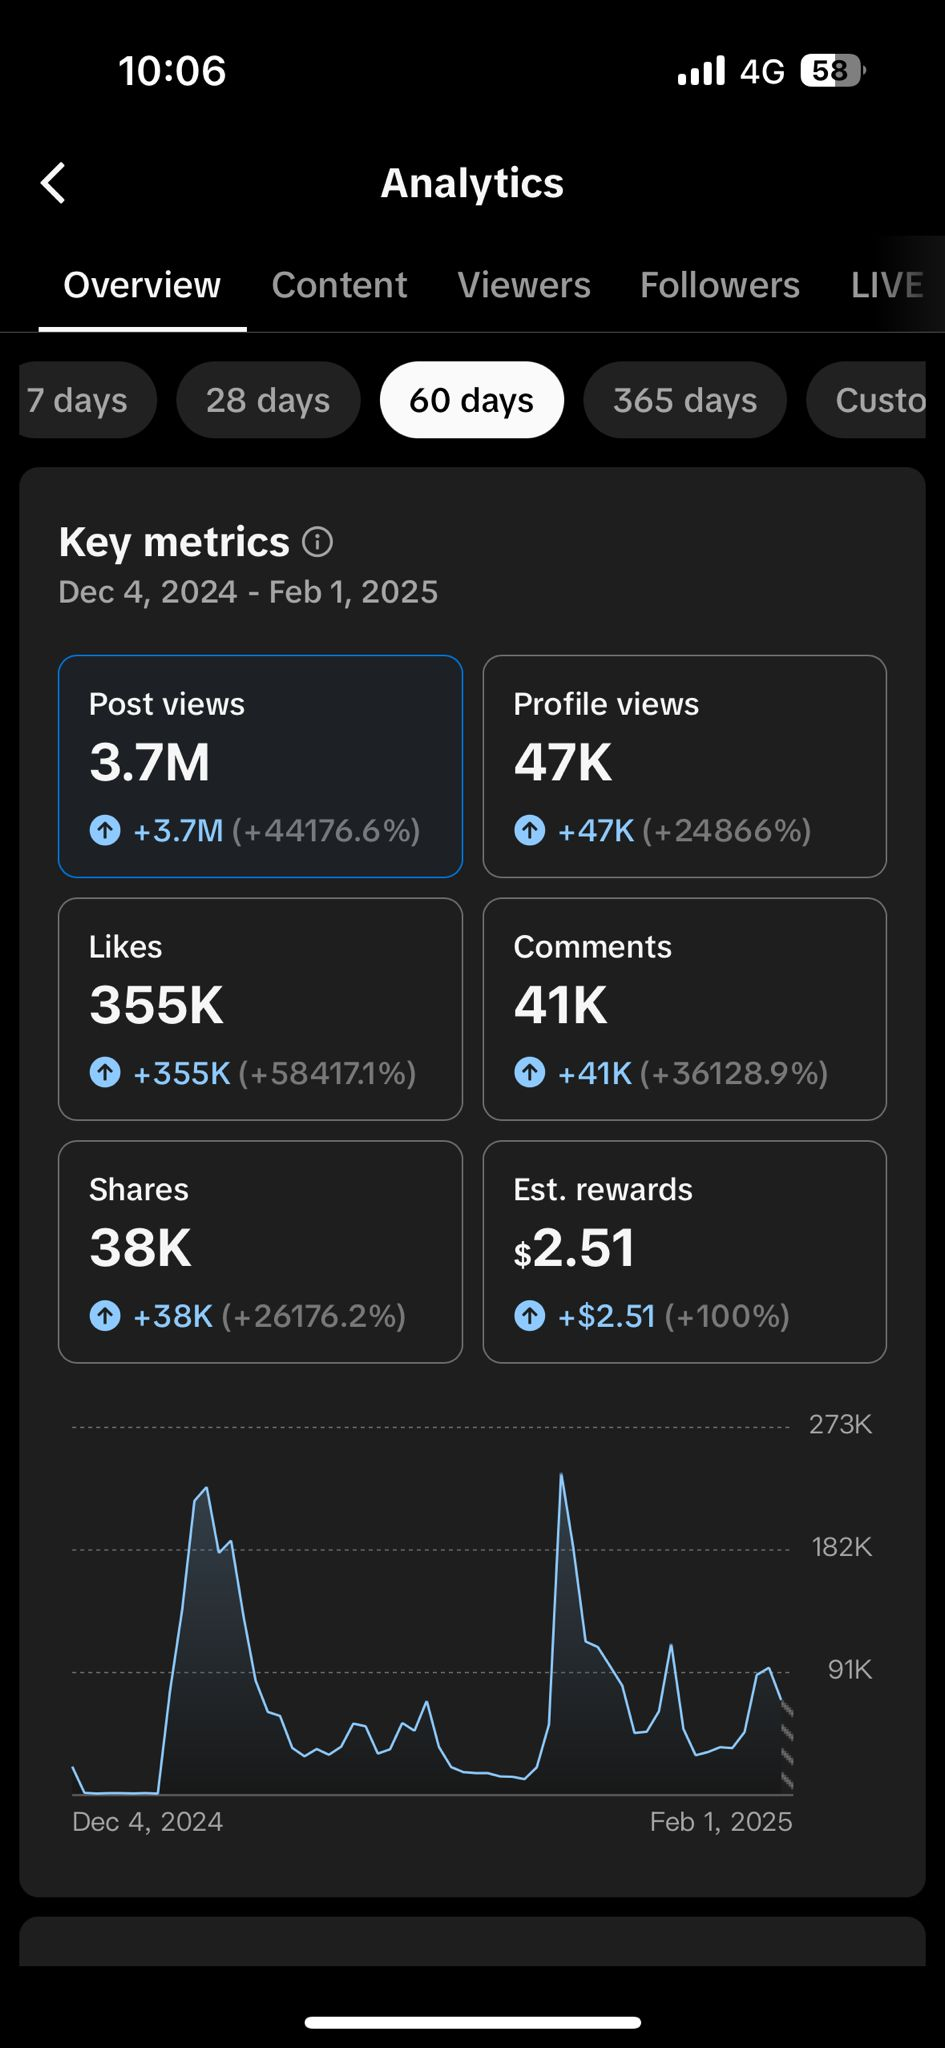 10:06
4G 58
Analytics
Overview Content Viewers Followers LIVE
7 days 28 days 60 days 365 days Custo
Key metrics
Dec 4, 2024 - Feb 1, 2025
Post views
3.7M
+3.7M (+44176.6%)
Profile views
47K
+47K (+24866%)
Likes
355K
+355K (+58417.1%)
Comments
41K
+41K (+36128.9%)
Shares
38K
+38K (+26176.2%)
Est. rewards
$2.51
+$2.51 (+100%)
273K
182K
91K
Dec 4, 2024 Feb 1, 2025